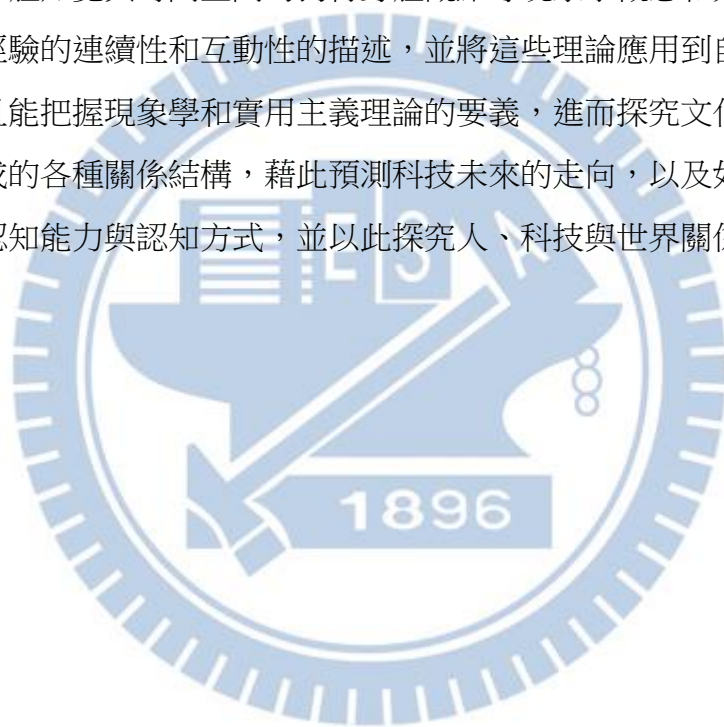 經驗的連續性和互動性的描述，並將這些理論應用到
能把握現象學和實用主義理論的要義，進而探究文
的各種關係結構，藉此預測科技未來的走向，以及
認知能力與認知方式，並以此探究人、科技與世界關
E S A
1896